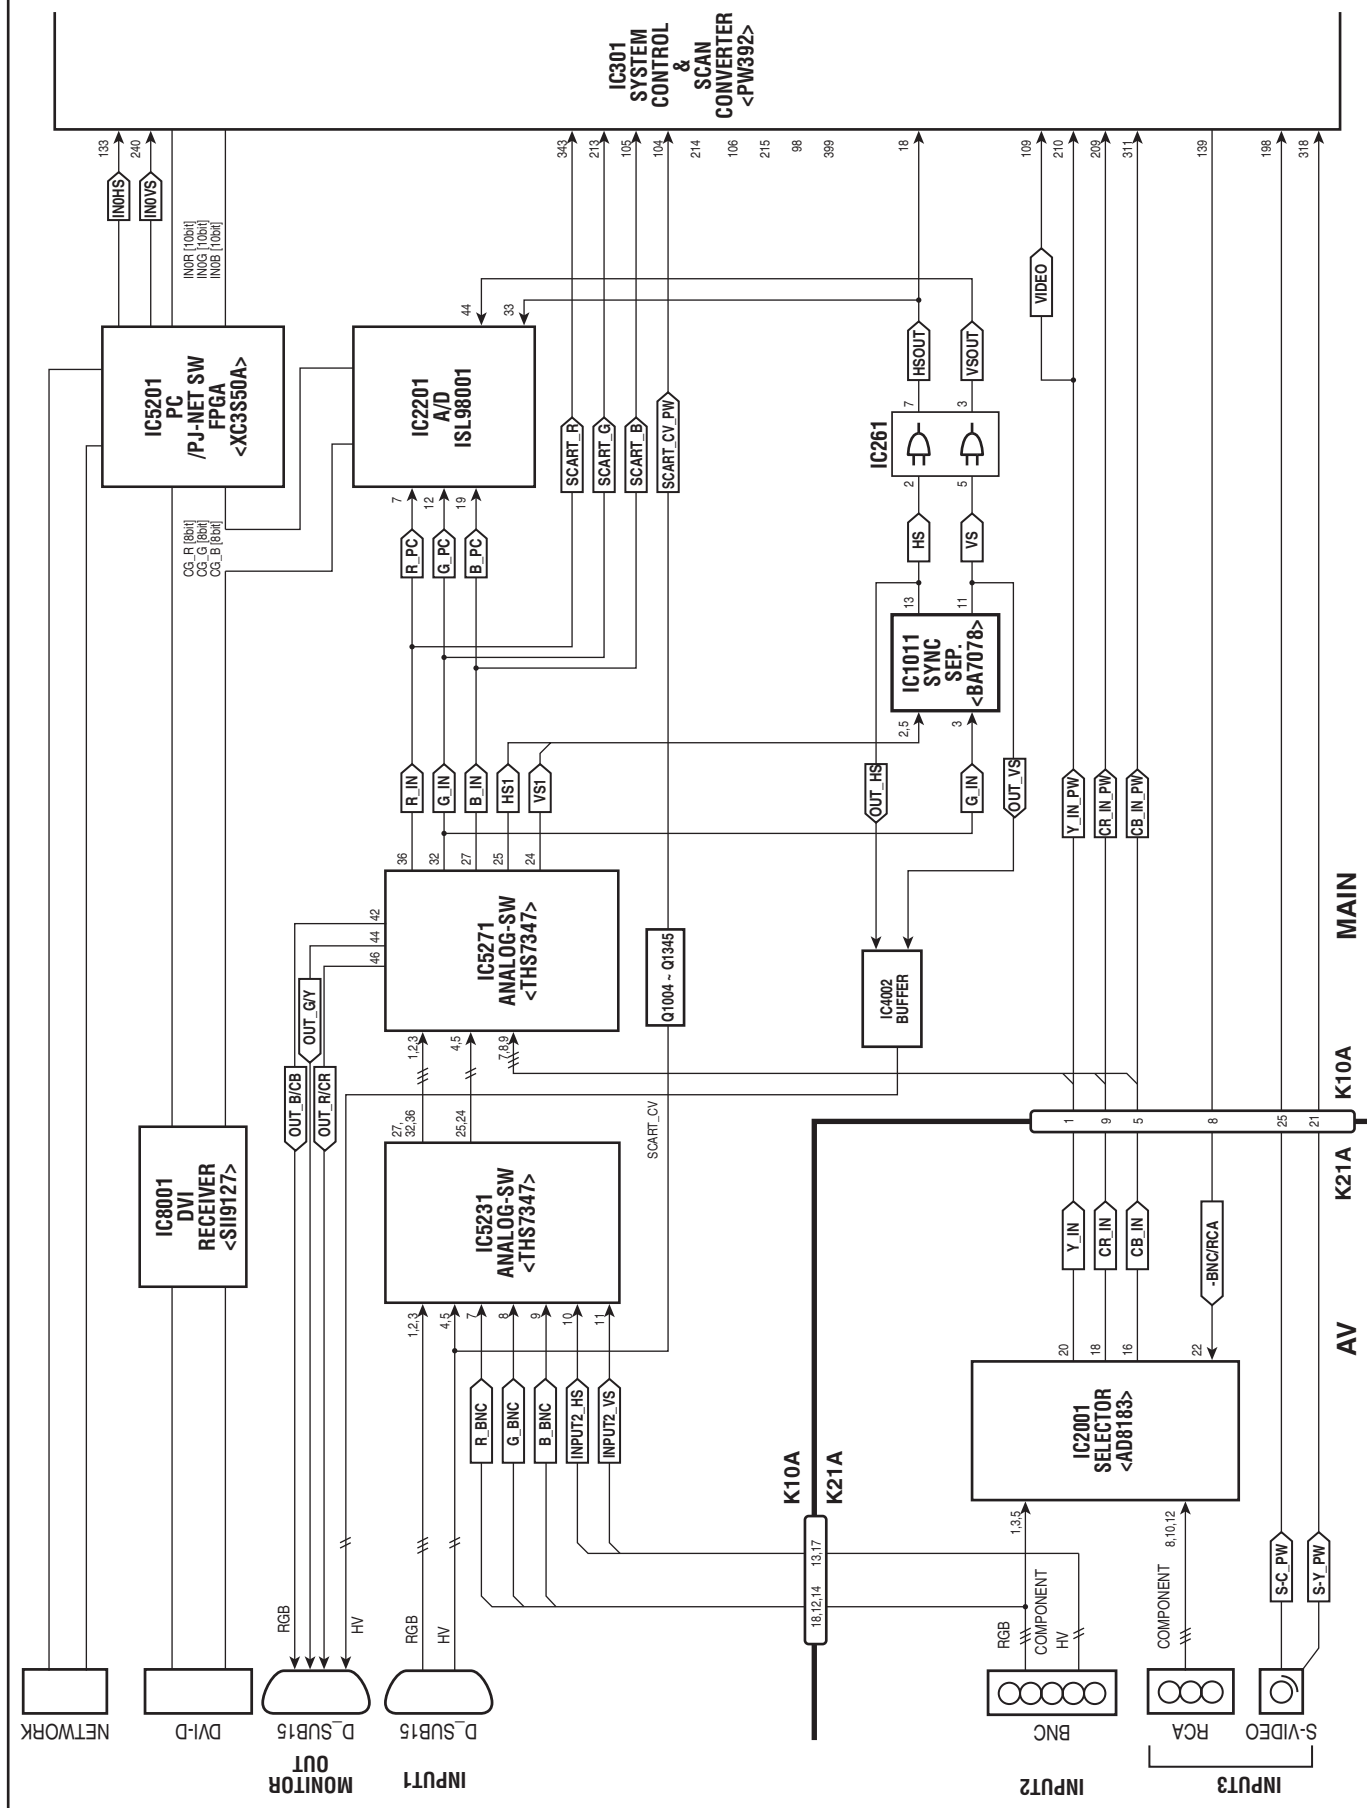 IC301
SYSTEM
CONTROL
&
SCAN
CONVERTER
<PW392>
133
240
343
213
105
104
214
106
215
98
399
18
109
210
209
311
139
198
318
IN0HS
IN0VS
IN0R [10bit]
IN0G [10bit]
IN0B [10bit]
IC5201
PC
/PJ-NET SW
FPGA
<XC3S50A>
CG_R [8bit]
CG_G [8bit]
CG_B [8bit]
44
33
IC2201
A/D
ISL98001
7
12
19
R_PC
G_PC
B_PC
SCART_R
SCART_G
SCART_B
SCART_CV_PW
HSOUT
VSOUT
VIDEO
7
3
IC261
2
5
HS
VS
13
11
IC1011
SYNC
SEP.
<BA7078>
2,5
3
R_IN
G_IN
B_IN
HS1
VS1
OUT_HS
G_IN
OUT_VS
Y_IN_PW
CR_IN_PW
CB_IN_PW
36
32
27
25
24
42
44
46
IC5271
ANALOG-SW
<THS7347>
1,2,3
4,5
7,8,9
Q1004 ~ Q1345
IC4002
BUFFER
MAIN
OUT_B/CB
OUT_G/Y
OUT_R/CR
IC8001
DVI
RECEIVER
<SII9127>
27,
32,36
25,24
SCART_CV
IC5231
ANALOG-SW
<THS7347>
1,2,3
4,5
7
8
9
10
11
K10A
1
9
5
8
25
21
K21A
Y_IN
CR_IN
CB_IN
-BNC/RCA
R_BNC
G_BNC
B_BNC
INPUT2_HS
INPUT2_VS
20
18
16
22
AV
IC2001
SELECTOR
<AD8183>
K10A
K21A
13,17
18,12,14
1,3,5
8,10,12
S-C_PW
S-Y_PW
RGB
HV
RGB
HV
RGB
COMPONENT
HV
COMPONENT
NETWORK
DVI-D
D_SUB15
MONITOR
OUT
D_SUB15
INPUT1
BNC
INPUT2
RCA
S-VIDEO
INPUT3